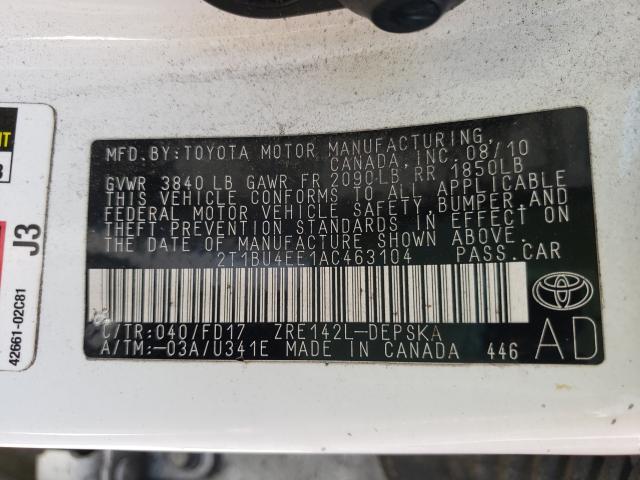 MFD.BY:TOYOTA MOTOR MANUFACTURING
CANADA, INC. 08/10
GVWR 3840 LB GAWR FR 2090LB RR 1850LB
THIS VEHICLE CONFORMS TO ALL APPLICABLE
FEDERAL MOTOR VEHICLE SAFETY, BUMPER, AND
THEFT PREVENTION STANDARDS IN EFFECT ON
THE DATE OF MANUFACTURE SHOWN ABOVE.
2T1BU4EE1AC463104 PASS.CAR
C/TR:040/FD17 ZRE142L-DEPSKA
A/TM:-03A/U341E MADE IN CANADA 446
AD
J3
42661-02C81